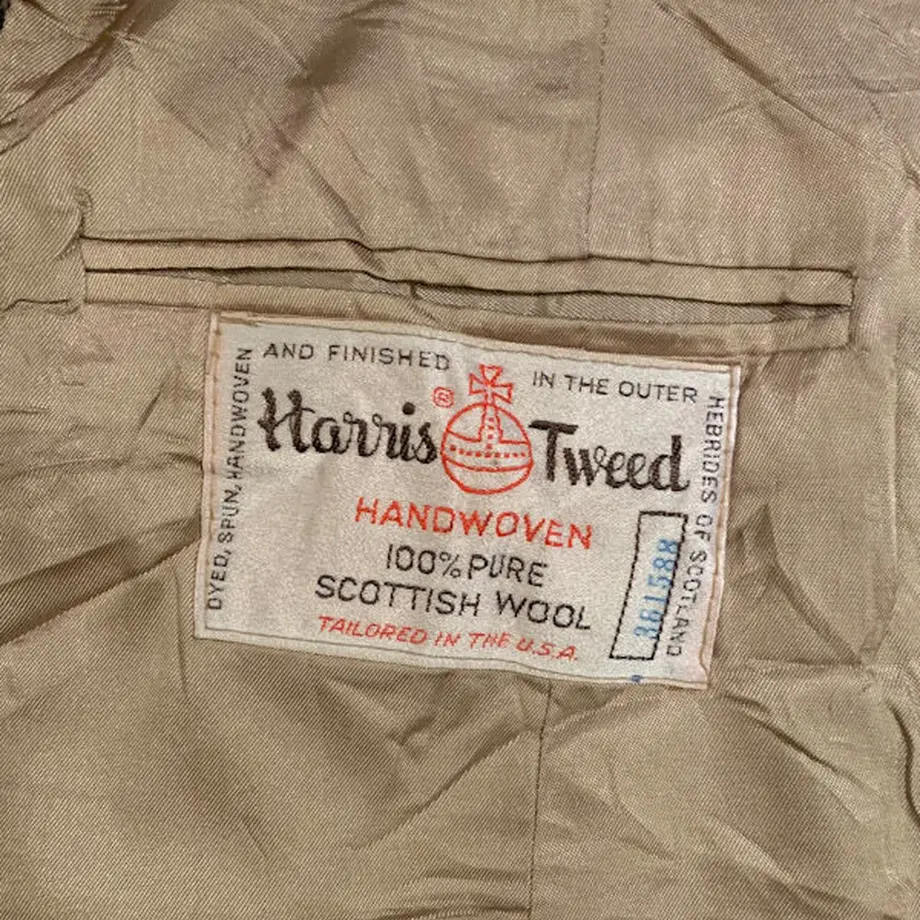 DYED, SPUN, HANDWOVEN
AND FINISHED
IN THE OUTER
HEBRIDES OF SCOTLAND
Harris ® Tweed
HANDWOVEN
100% PURE
SCOTTISH WOOL
TAILORED IN THE U.S.A.
361588